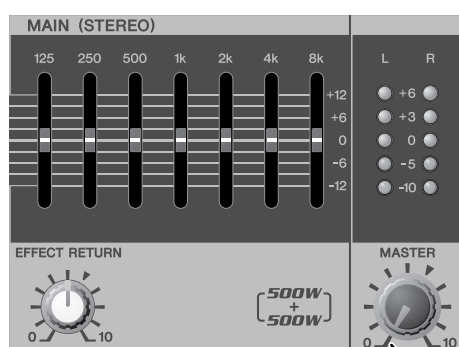 MAIN (STEREO)
125 250 500 1k 2k 4k 8k L R
+12 +6
+6 +3
0 0
-6 -5
-12 -10
EFFECT RETURN
0 10
500W
+
500W
MASTER
0 10